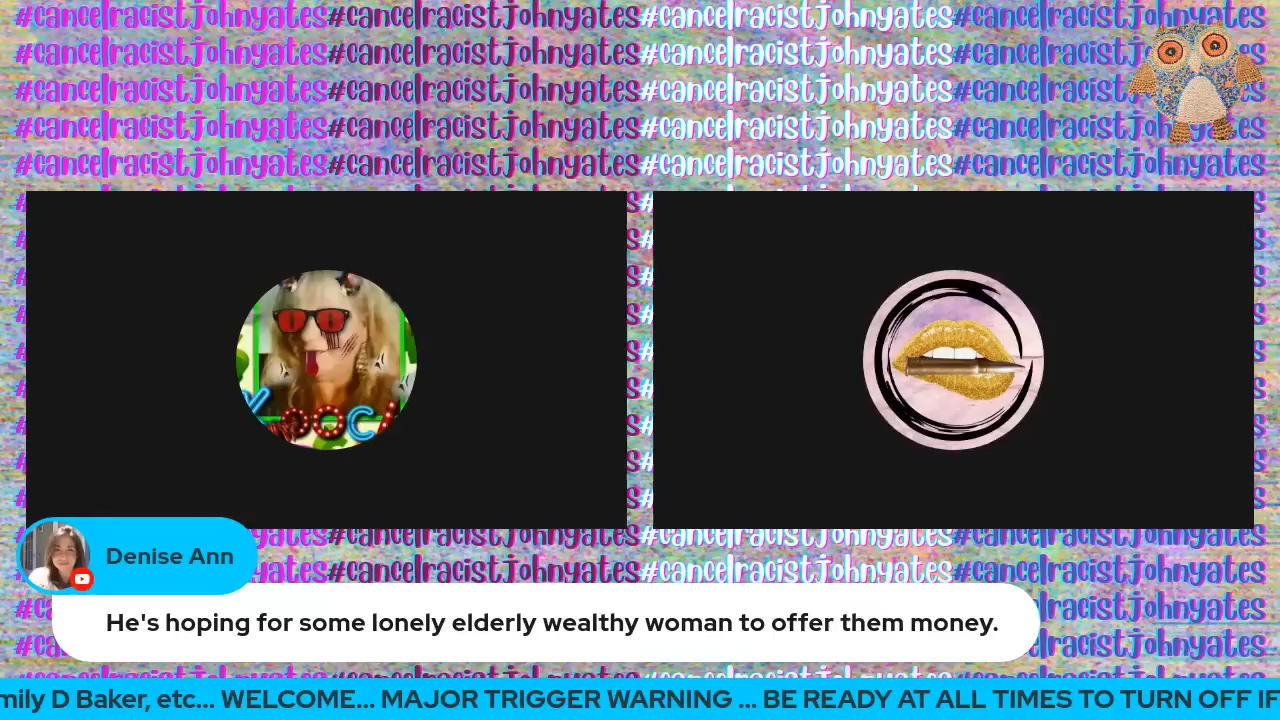 #cancelracistjohnyates#cancelracistjohnyates#cancelracistjohnyates#cancelracistjohnyates
#cancelracistjohnyates#cancelracistjohnyates#cancelracistjohnyates#cancelracistjohnyates
#cancelracistjohnyates#cancelracistjohnyates#cancelracistjohnyates#cancelracistjohnyates
#cancelracistjohnyates#cancelracistjohnyates#cancelracistjohnyates#cancelracistjohnyates
#cancelracistjohnyates#cancelracistjohnyates#cancelracistjohnyates#cancelracistjohnyates
Denise Ann
He's hoping for some lonely elderly wealthy woman to offer them money.
mily D Baker, etc... WELCOME... MAJOR TRIGGER WARNING ... BE READY AT ALL TIMES TO TURN OFF IF